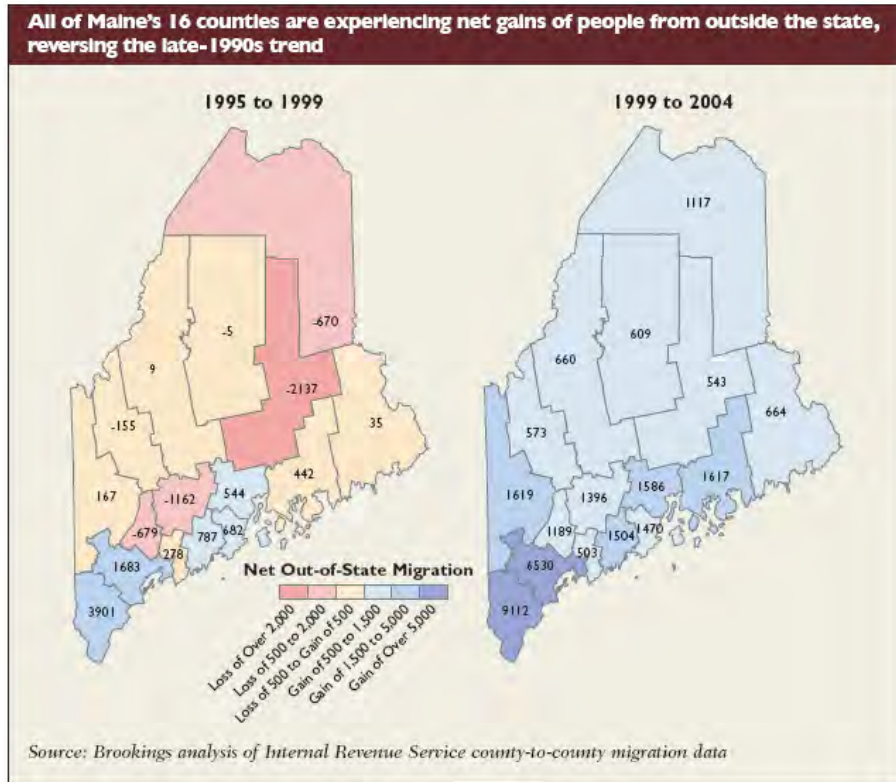 All of Maine's 16 counties are experiencing net gains of people from outside the state,
reversing the late-1990s trend
1995 to 1999
-670
-5
9
-2137
-155
35
442
167
-1162
544
-679
787
682
278
1683
3901
1999 to 2004
1117
609
660
543
664
573
1617
1586
1619
1396
1189
1470
1504
503
6530
9112
Net Out-of-State Migration
Loss of Over 2,000
Loss of 500 to 2,000
Loss of 500 to Gain of 500
Gain of 500 to 1,500
Gain of 1,500 to 5,000
Gain of Over 5,000
Source: Brookings analysis of Internal Revenue Service county-to-county migration data